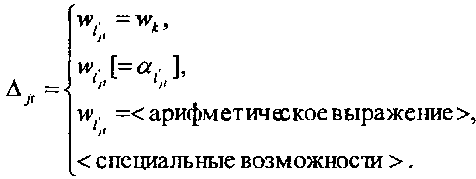 w_{l'_{jt}} = w_k,
w_{l'_{jt}} [= α_{l'_{jt}}],
Δ_{jt} =
w_{l'_{jt}} =<арифметическое выражение>,
<специальные возможности>.